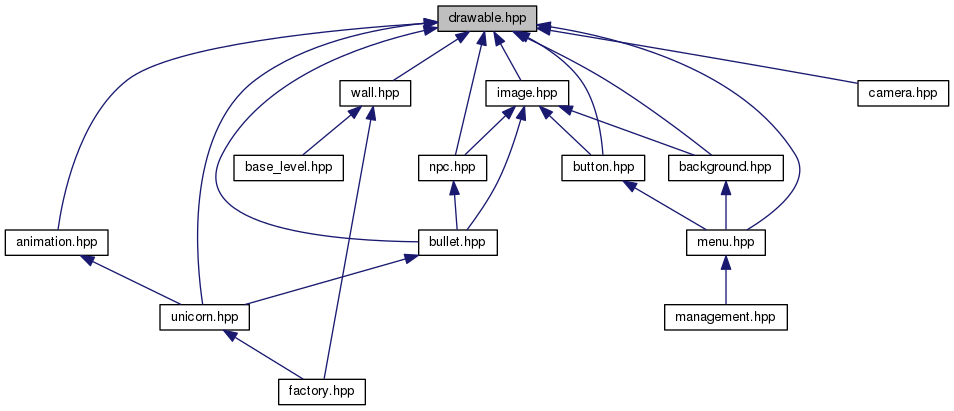 drawable.hpp
wall.hpp
image.hpp
camera.hpp
base_level.hpp
npc.hpp
button.hpp
background.hpp
animation.hpp
bullet.hpp
menu.hpp
unicorn.hpp
management.hpp
factory.hpp